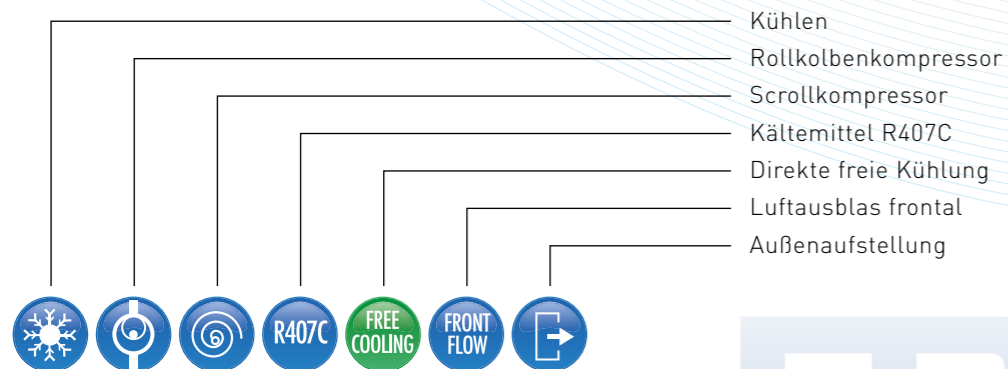 Kühlen
Rollkolbenkompressor
Scrollkompressor
Kältemittel R407C
Direkte freie Kühlung
Luftausblas frontal
Außenaufstellung
R407C
FREE
COOLING
FRONT
FLOW